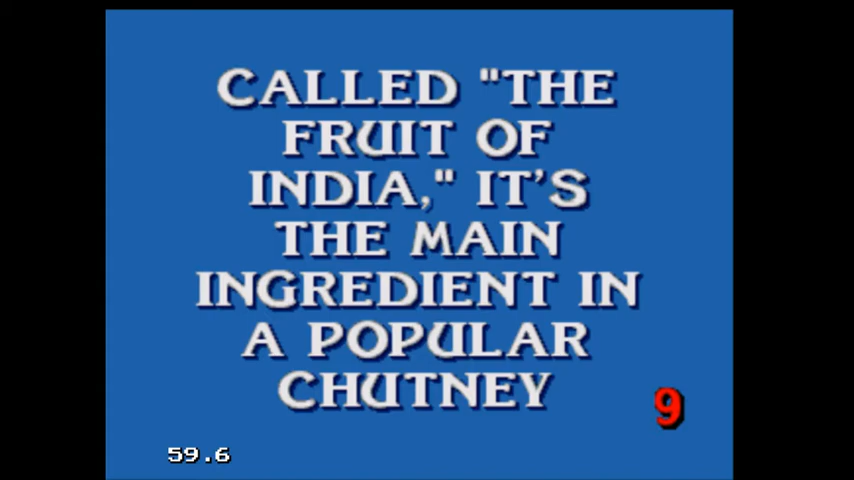 CALLED "THE
FRUIT OF
INDIA," IT'S
THE MAIN
INGREDIENT IN
A POPULAR
CHUTNEY
9
59.6